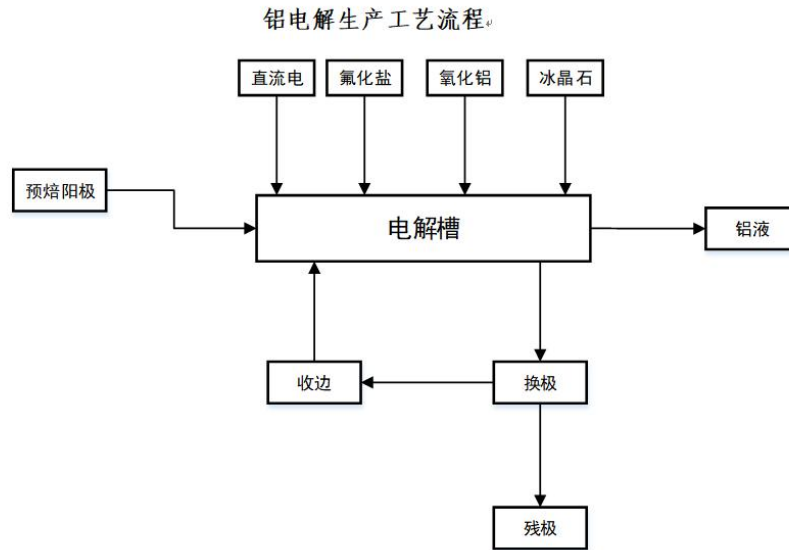 铝电解生产工艺流程
直流电
氟化盐
氧化铝
冰晶石
预焙阳极
电解槽
铝液
收边
换极
残极